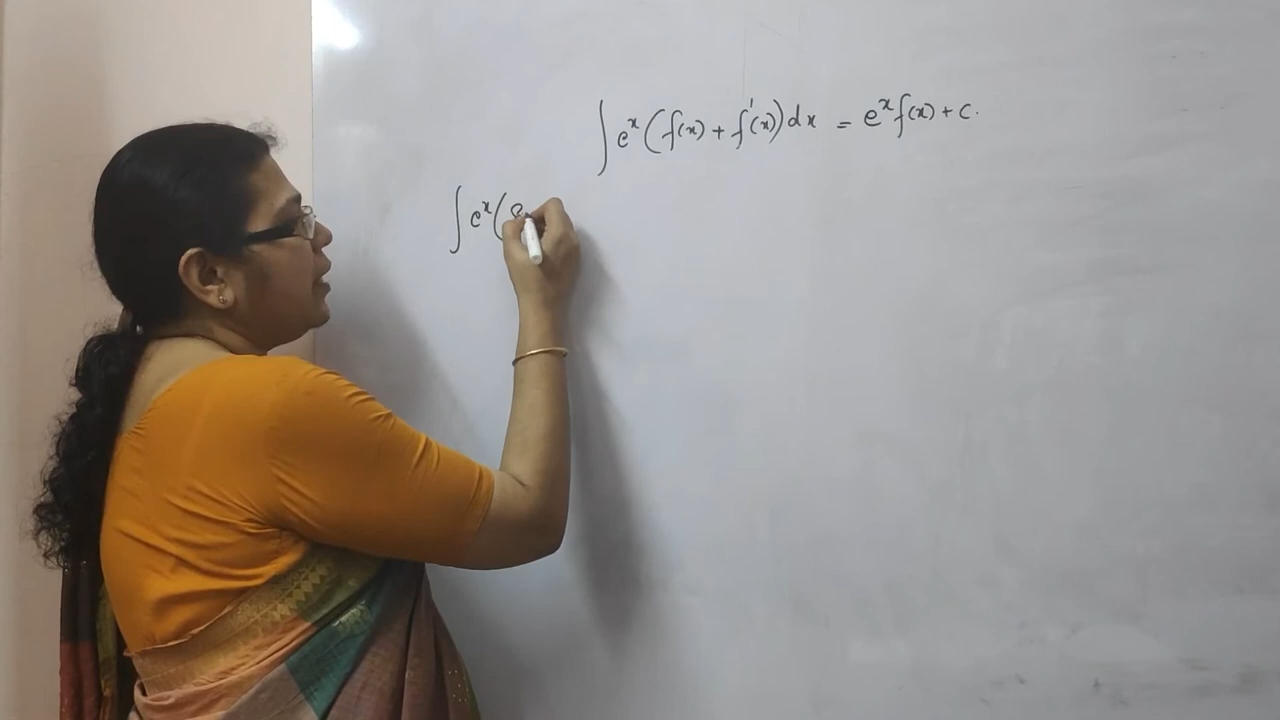 ∫ eˣ (f(x) + f'(x)) dx = eˣ f(x) + c.
∫ eˣ (